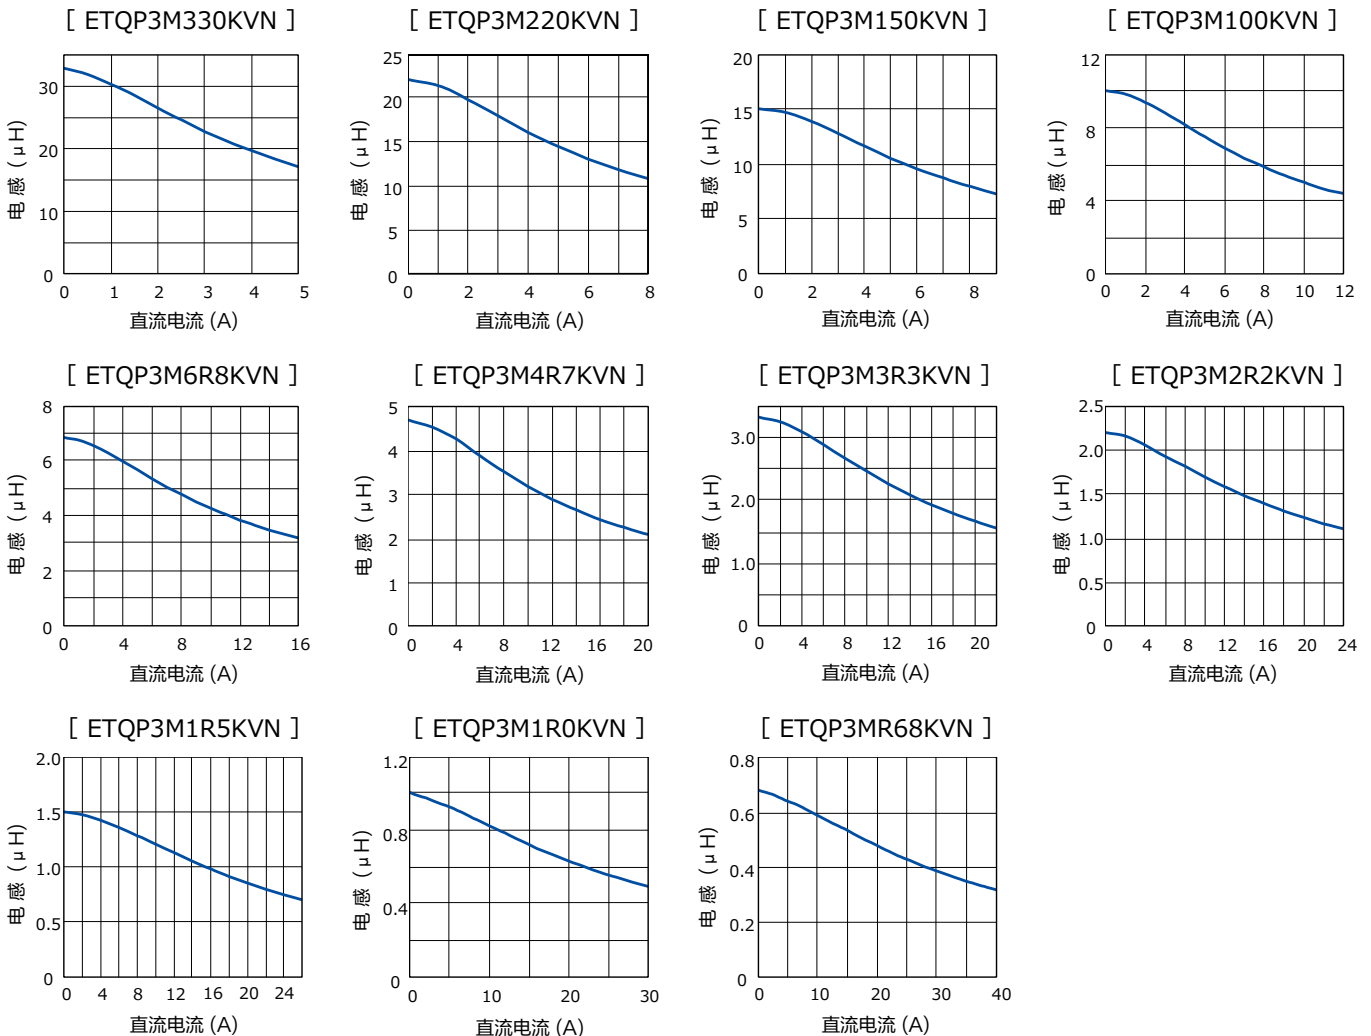 [ ETQP3M330KVN ]
30
20
10
0
0 1 2 3 4 5
电 感 ( μ H)
直流电流 (A)
[ ETQP3M220KVN ]
25
20
15
10
5
0
0 2 4 6 8
电 感 ( μ H)
直流电流 (A)
[ ETQP3M150KVN ]
20
15
10
5
0
0 2 4 6 8
电 感 ( μ H)
直流电流 (A)
[ ETQP3M100KVN ]
12
8
4
0
0 2 4 6 8 10 12
电 感 ( μ H)
直流电流 (A)
[ ETQP3M6R8KVN ]
8
6
4
2
0
0 4 8 12 16
电 感 ( μ H)
直流电流 (A)
[ ETQP3M4R7KVN ]
5
4
3
2
1
0
0 4 8 12 16 20
电 感 ( μ H)
直流电流 (A)
[ ETQP3M3R3KVN ]
3.0
2.0
1.0
0
0 4 8 12 16 20
电 感 ( μ H)
直流电流 (A)
[ ETQP3M2R2KVN ]
2.5
2.0
1.5
1.0
0.5
0
0 4 8 12 16 20 24
电 感 ( μ H)
直流电流 (A)
[ ETQP3M1R5KVN ]
2.0
1.5
1.0
0.5
0
0 4 8 12 16 20 24
电 感 ( μ H)
直流电流 (A)
[ ETQP3M1R0KVN ]
1.2
0.8
0.4
0
0 10 20 30
电 感 ( μ H)
直流电流 (A)
[ ETQP3MR68KVN ]
0.8
0.6
0.4
0.2
0
0 10 20 30 40
电 感 ( μ H)
直流电流 (A)